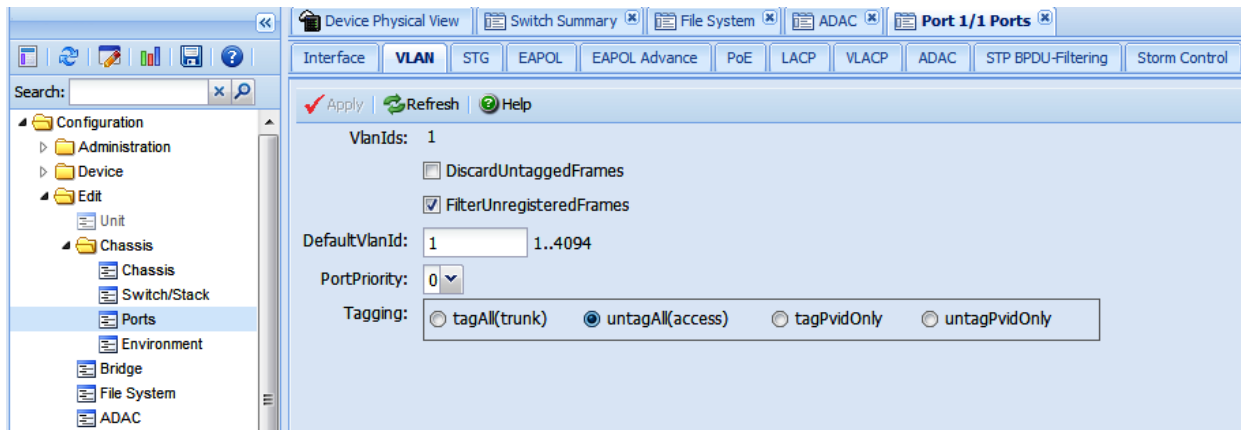 Device Physical View Switch Summary File System ADAC Port 1/1 Ports
Interface VLAN STG EAPOL EAPOL Advance PoE LACP VLACP ADAC STP BPDU-Filtering Storm Control
Search:
Configuration
Administration
Device
Edit
Unit
Chassis
Chassis
Switch/Stack
Ports
Environment
Bridge
File System
ADAC
Apply Refresh Help
VlanIds: 1
DiscardUntaggedFrames
FilterUnregisteredFrames
DefaultVlanId: 1 1..4094
PortPriority: 0
Tagging: tagAll(trunk) untagAll(access) tagPvidOnly untagPvidOnly